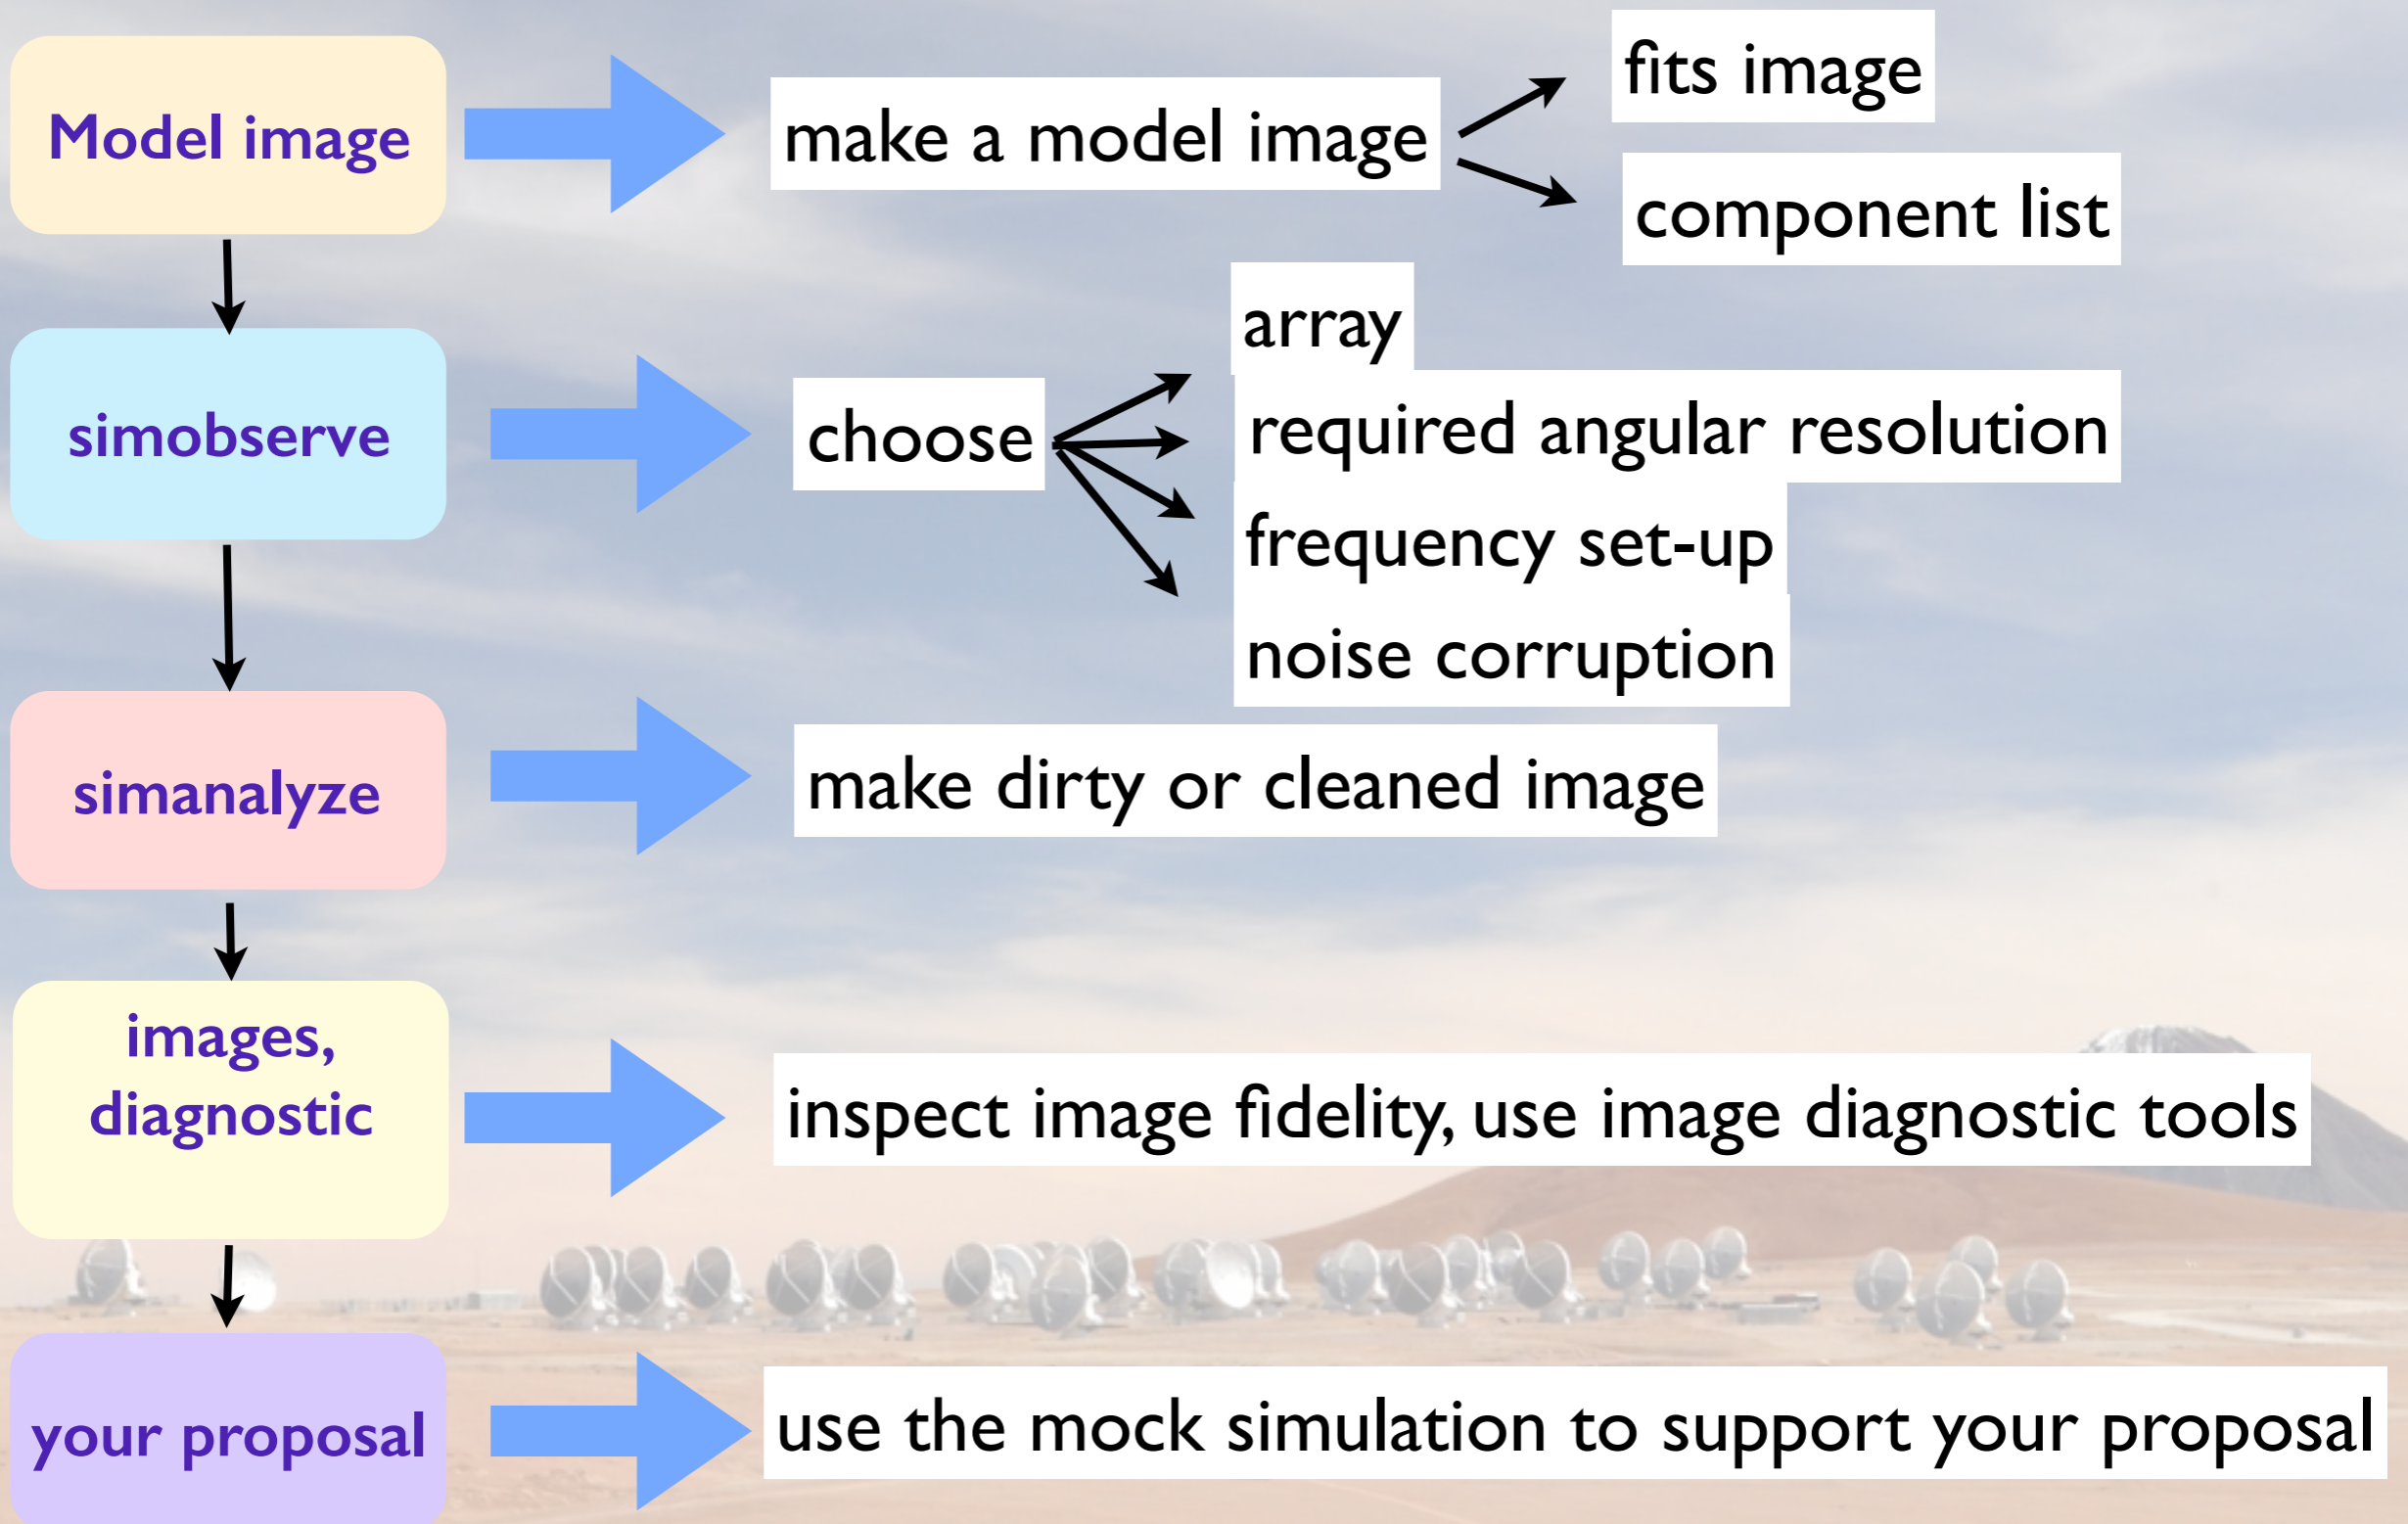 Model image
make a model image
fits image
component list
simobserve
choose
array
required angular resolution
frequency set-up
noise corruption
simanalyze
make dirty or cleaned image
images,
diagnostic
inspect image fidelity, use image diagnostic tools
your proposal
use the mock simulation to support your proposal